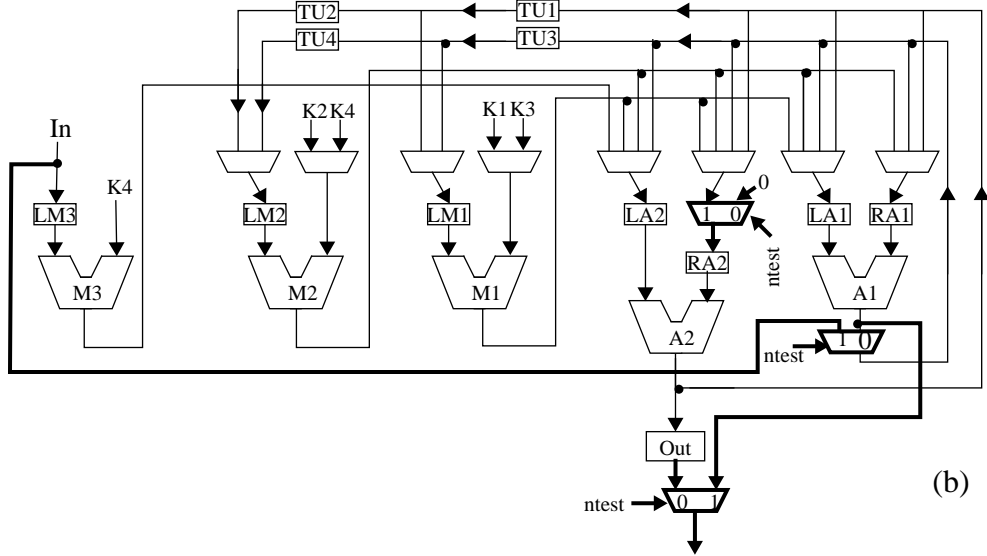 TU2 TU1
TU4 TU3
In
K2 K4
K1 K3
K4
0
LM3 LM2 LM1 LA2 1 0 LA1 RA1
ntest
RA2
M3 M2 M1 A2 A1
1 0
ntest
Out
(b)
ntest 0 1